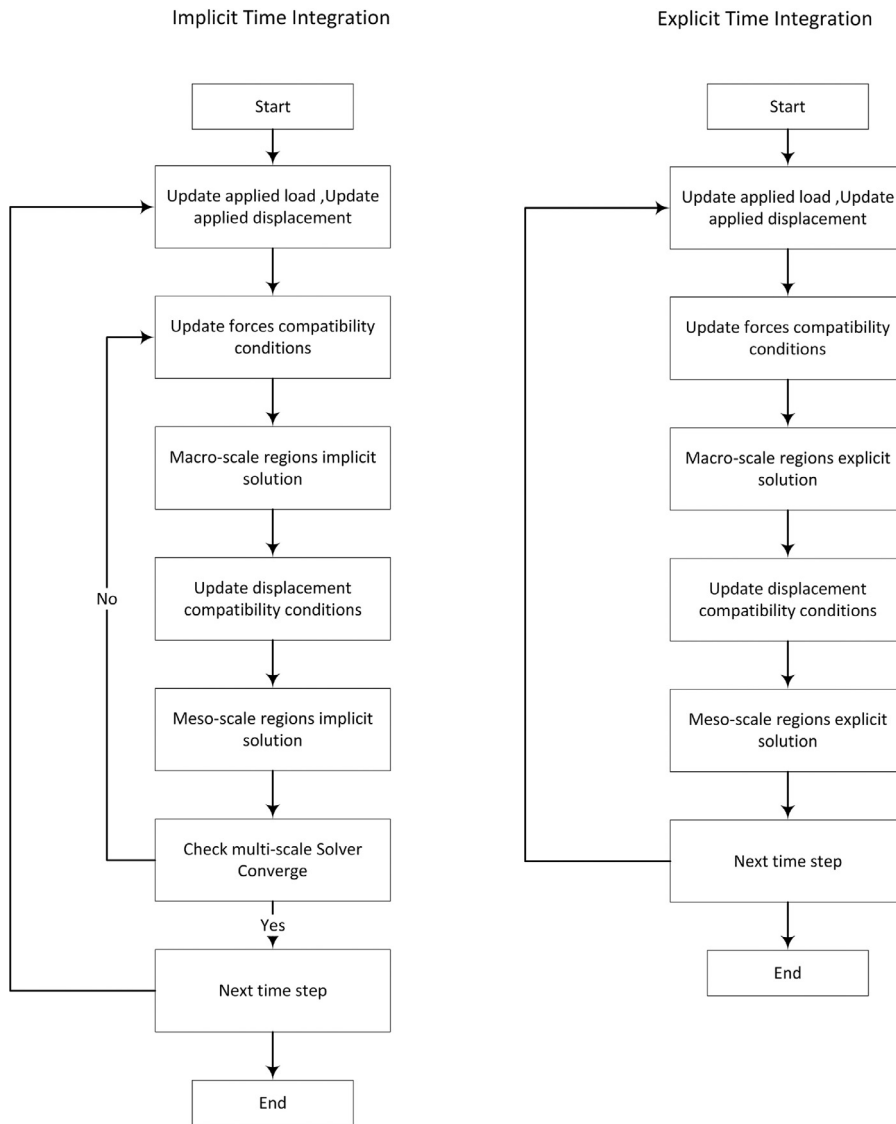 Implicit Time Integration
Start
Update applied load ,Update
applied displacement
Update forces compatibility
conditions
Macro-scale regions implicit
solution
Update displacement
compatibility conditions
No
Meso-scale regions implicit
solution
Check multi-scale Solver
Converge
Yes
Next time step
End
Explicit Time Integration
Start
Update applied load ,Update
applied displacement
Update forces compatibility
conditions
Macro-scale regions explicit
solution
Update displacement
compatibility conditions
Meso-scale regions explicit
solution
Next time step
End